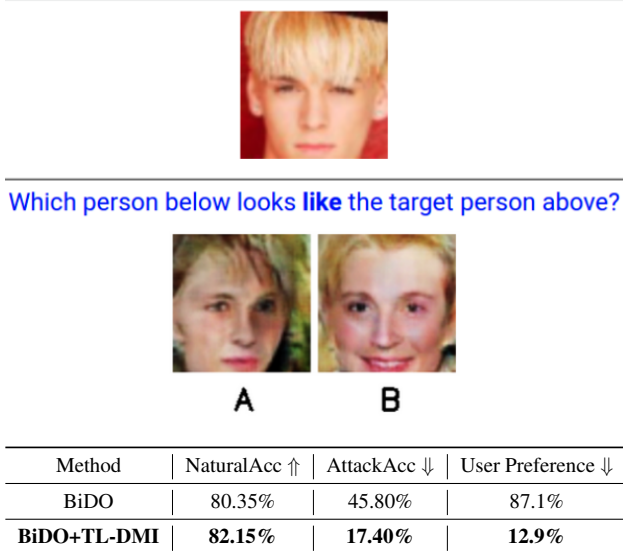 Which person below looks like the target person above?
A B
Method NaturalAcc ⇑ AttackAcc ⇓ User Preference ⇓
BiDO 80.35% 45.80% 87.1%
BiDO+TL-DMI 82.15% 17.40% 12.9%